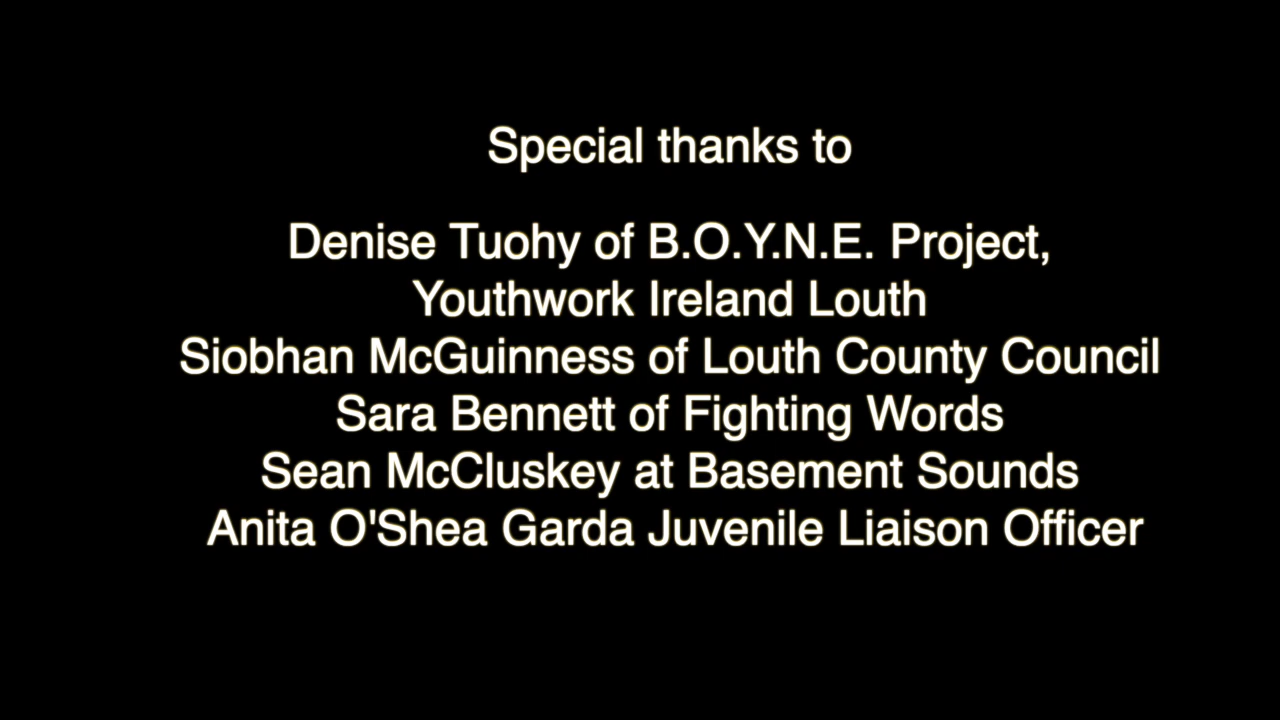 Special thanks to
Denise Tuohy of B.O.Y.N.E. Project,
Youthwork Ireland Louth
Siobhan McGuinness of Louth County Council
Sara Bennett of Fighting Words
Sean McCluskey at Basement Sounds
Anita O'Shea Garda Juvenile Liaison Officer